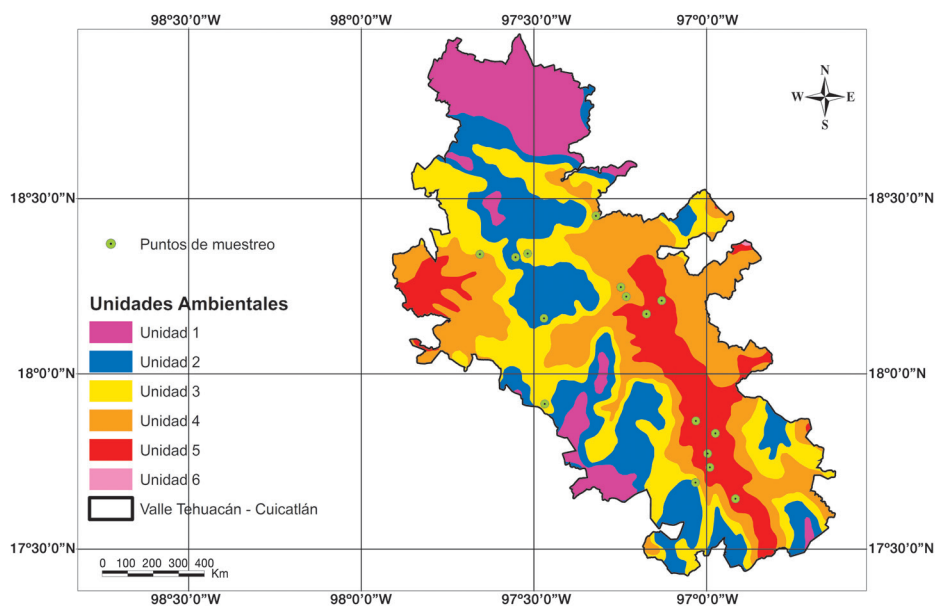 98°0'0"W 98°0'0"W 97°0'0"W 97°0'0"W
N
W E
S
18°30'0"N 18°30'0"N
Puntos de muestreo
Unidades Ambientales
Unidad 1
Unidad 2
18°0'0"N 18°0'0"N
Unidad 3
Unidad 4
Unidad 5
Unidad 6
Valle Tehuacán - Cuicatlán
17°30'0"N 17°30'0"N
0 100 200 300 400
Km
98°30'0"W 98°0'0"W 97°30'0"W 97°0'0"W